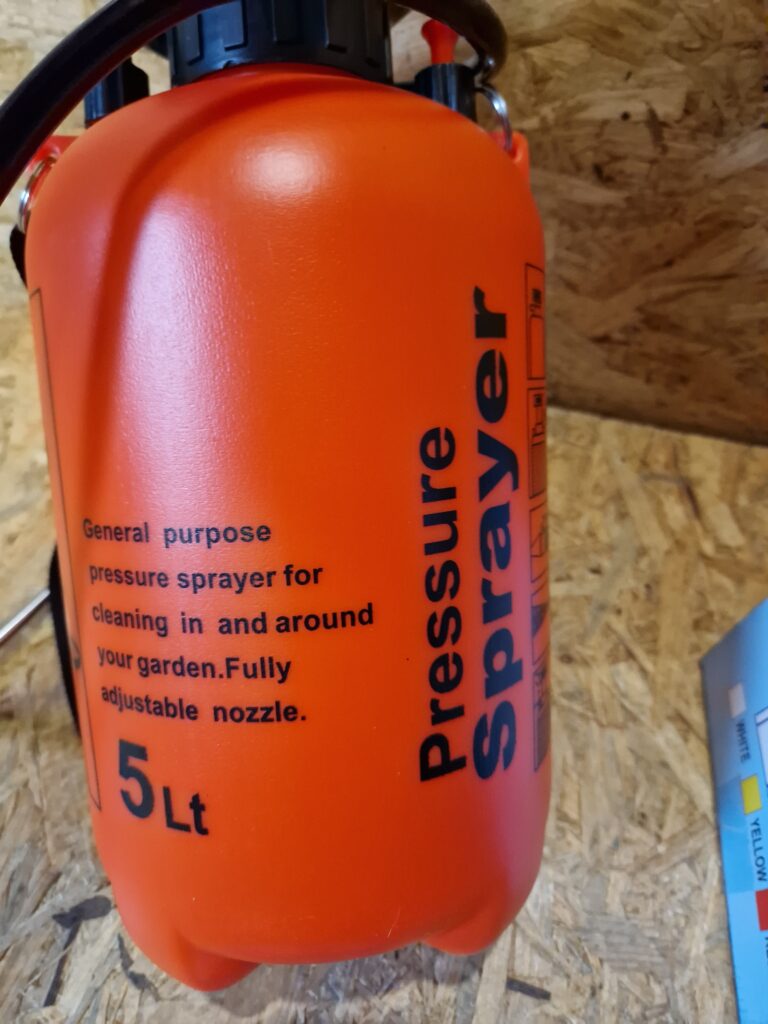 General purpose
pressure sprayer for
cleaning in and around
your garden.Fully
adjustable nozzle.
5Lt
Pressure
Sprayer
WHITE
YELLOW